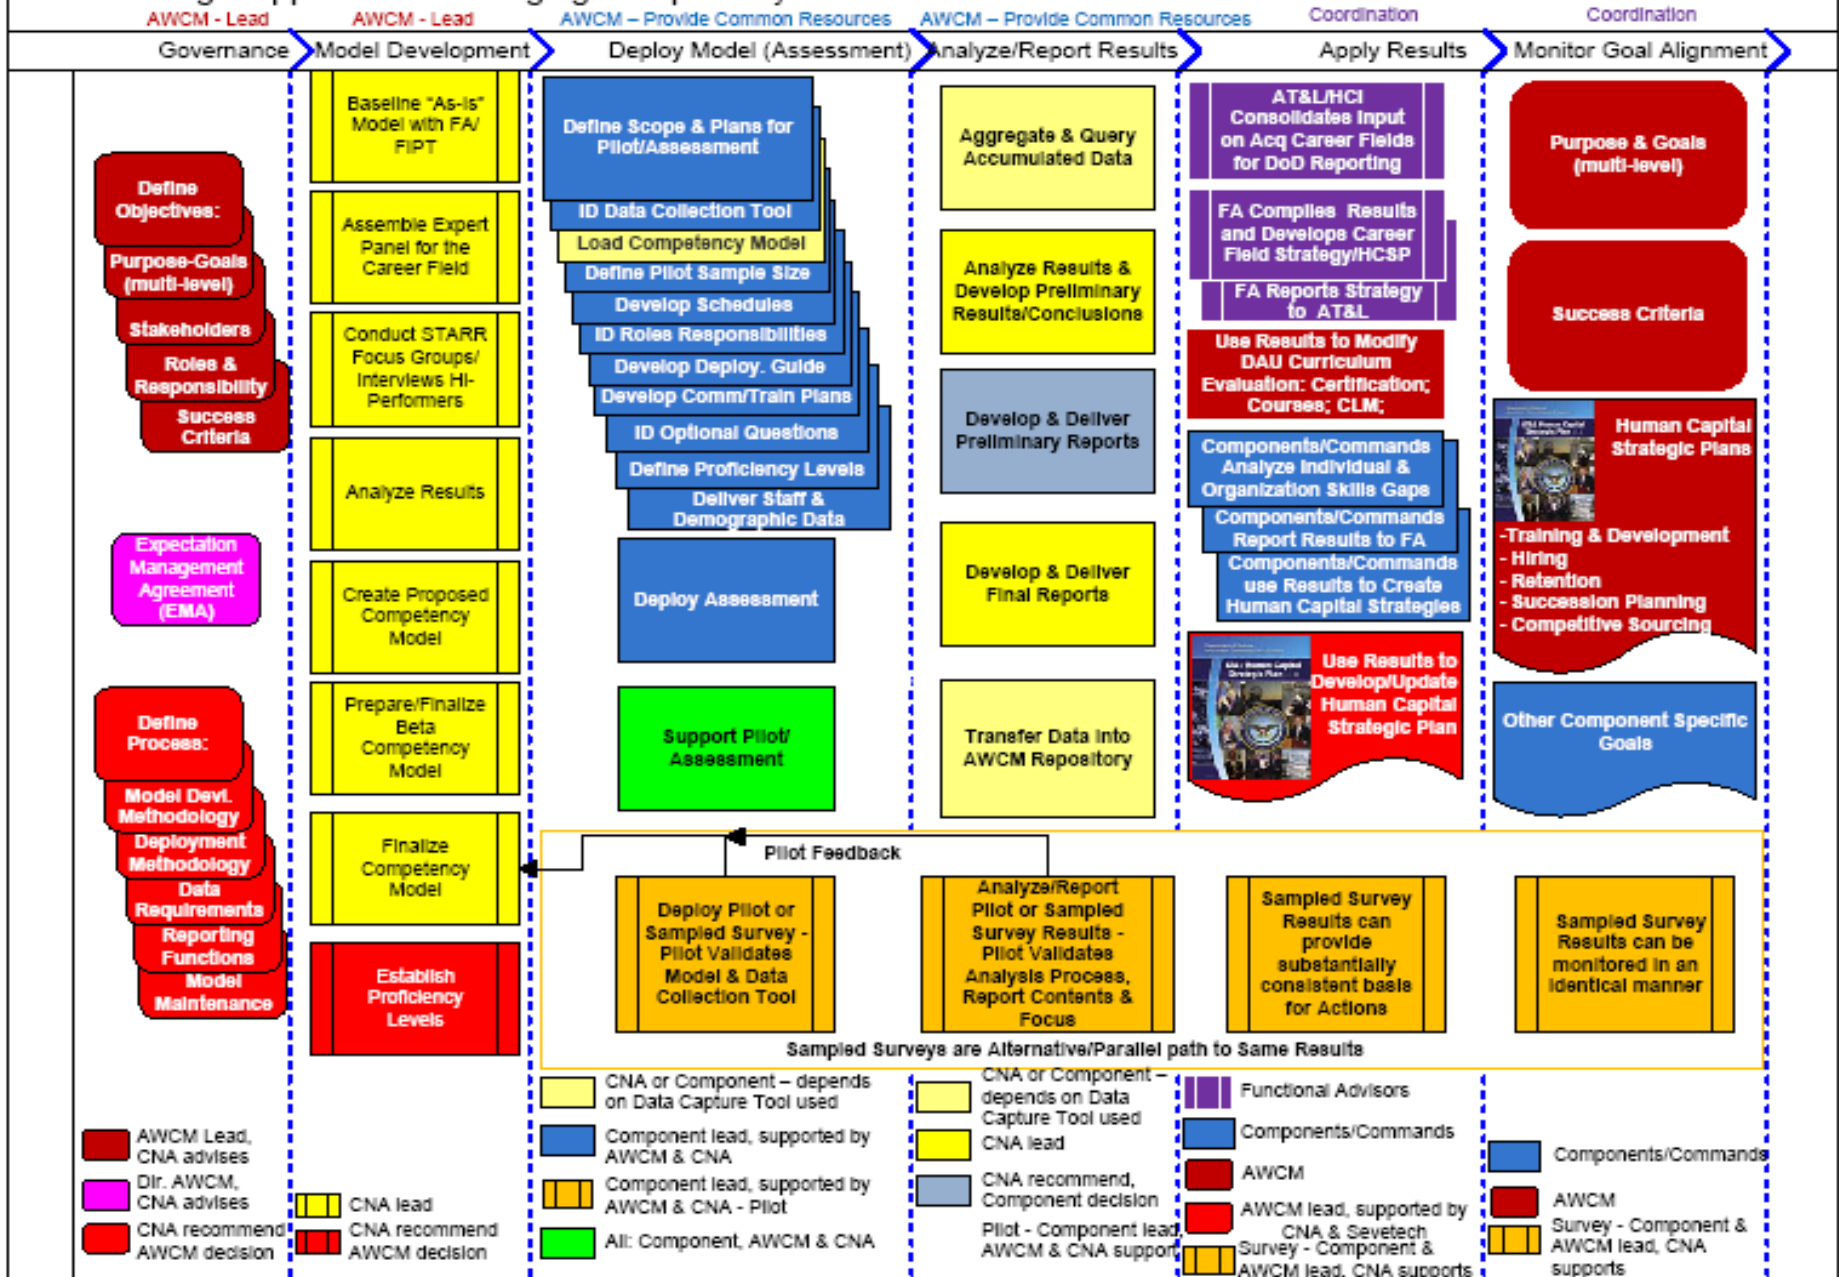 AWCM - Lead
AWCM - Lead
AWCM – Provide Common Resources
AWCM – Provide Common Resources
Coordination
Coordination
Governance
Model Development
Deploy Model (Assessment)
Analyze/Report Results
Apply Results
Monitor Goal Alignment
Define
Objectives:
Purpose-Goals
(multi-level)
Stakeholders
Roles &
Responsibility
Success
Criteria
Expectation
Management
Agreement
(EMA)
Define
Process:
Model Devl.
Methodology
Deployment
Methodology
Data
Requirements
Reporting
Functions
Model
Maintenance
AWCM Lead,
CNA advises
Dir. AWCM,
CNA advises
CNA recommend
AWCM decision
Baseline “As-Is”
Model with FA/
FIPT
Assemble Expert
Panel for the
Career Field
Conduct STARR
Focus Groups/
Interviews Hi-
Performers
Analyze Results
Create Proposed
Competency
Model
Prepare/Finalize
Beta
Competency
Model
Finalize
Competency
Model
Establish
Proficiency
Levels
CNA lead
CNA recommend
AWCM decision
Define Scope & Plans for
Pilot/Assessment
ID Data Collection Tool
Load Competency Model
Define Pilot Sample Size
Develop Schedules
ID Roles Responsibilities
Develop Deploy. Guide
Develop Comm/Train Plans
ID Optional Questions
Define Proficiency Levels
Deliver Staff &
Demographic Data
Deploy Assessment
Support Pilot/
Assessment
Pilot Feedback
Deploy Pilot or
Sampled Survey -
Pilot Validates
Model & Data
Collection Tool
Sampled Surveys are Alternative/Parallel path to Same Results
CNA or Component – depends
on Data Capture Tool used
Component lead, supported by
AWCM & CNA
Component lead, supported by
AWCM & CNA - Pilot
All: Component, AWCM & CNA
Aggregate & Query
Accumulated Data
Analyze Results &
Develop Preliminary
Results/Conclusions
Develop & Deliver
Preliminary Reports
Develop & Deliver
Final Reports
Transfer Data into
AWCM Repository
Analyze/Report
Pilot or Sampled
Survey Results -
Pilot Validates
Analysis Process,
Report Contents &
Focus
CNA or Component –
depends on Data
Capture Tool used
CNA lead
CNA recommend,
Component decision
Pilot - Component lead,
AWCM & CNA support
AT&L/HCI
Consolidates Input
on Acq Career Fields
for DoD Reporting
FA Complies Results
and Develops Career
Field Strategy/HCSP
FA Reports Strategy
to AT&L
Use Results to Modify
DAU Curriculum
Evaluation: Certification;
Courses; CLM;
Components/Commands
Analyze Individual &
Organization Skills Gaps
Components/Commands
Report Results to FA
Components/Commands
use Results to Create
Human Capital Strategies
Use Results to
Develop/Update
Human Capital
Strategic Plan
Sampled Survey
Results can
provide
substantially
consistent basis
for Actions
Functional Advisors
Components/Commands
AWCM
AWCM lead, supported by
CNA & Sevetech
Survey - Component &
AWCM lead, CNA supports
Purpose & Goals
(multi-level)
Success Criteria
Human Capital
Strategic Plans
-Training & Development
- Hiring
- Retention
- Succession Planning
- Competitive Sourcing
Other Component Specific
Goals
Sampled Survey
Results can be
monitored in an
identical manner
Components/Commands
AWCM
Survey - Component &
AWCM lead, CNA
supports